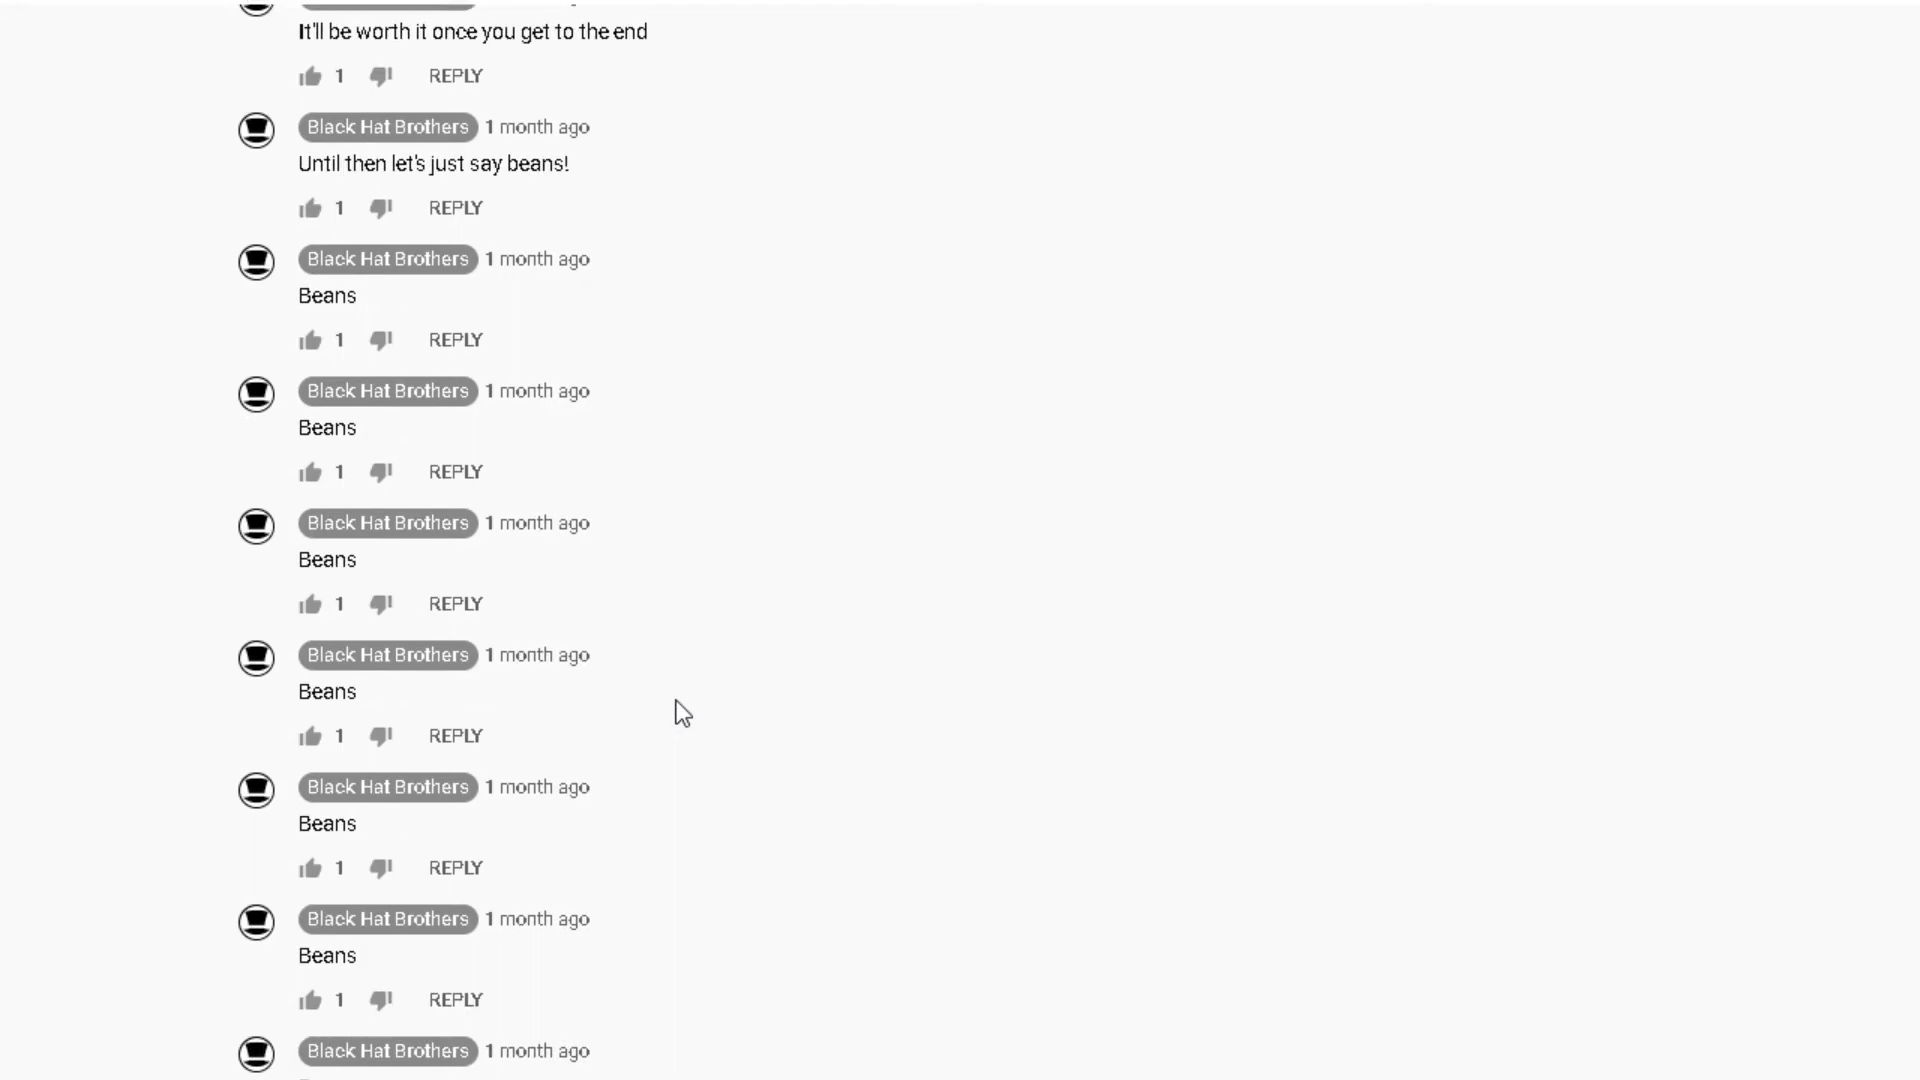 It'll be worth it once you get to the end
1 REPLY
Black Hat Brothers 1 month ago
Until then let's just say beans!
1 REPLY
Black Hat Brothers 1 month ago
Beans
1 REPLY
Black Hat Brothers 1 month ago
Beans
1 REPLY
Black Hat Brothers 1 month ago
Beans
1 REPLY
Black Hat Brothers 1 month ago
Beans
1 REPLY
Black Hat Brothers 1 month ago
Beans
1 REPLY
Black Hat Brothers 1 month ago
Beans
1 REPLY
Black Hat Brothers 1 month ago